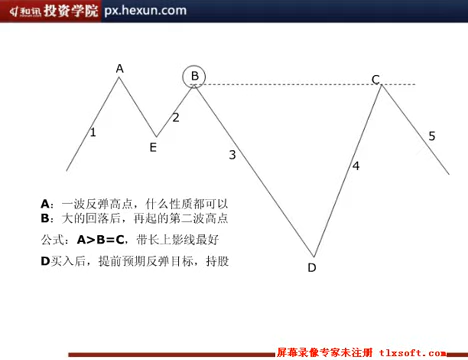 和讯 投资学院 px.hexun.com
A
B
C
1
2
E
3
4
5
D
A：一波反弹高点，什么性质都可以
B：大的回落后，再起的第二波高点
公式：A>B=C，带长上影线最好
D买入后，提前预期反弹目标，持股
屏幕录像专家未注册 tlxsoft.com